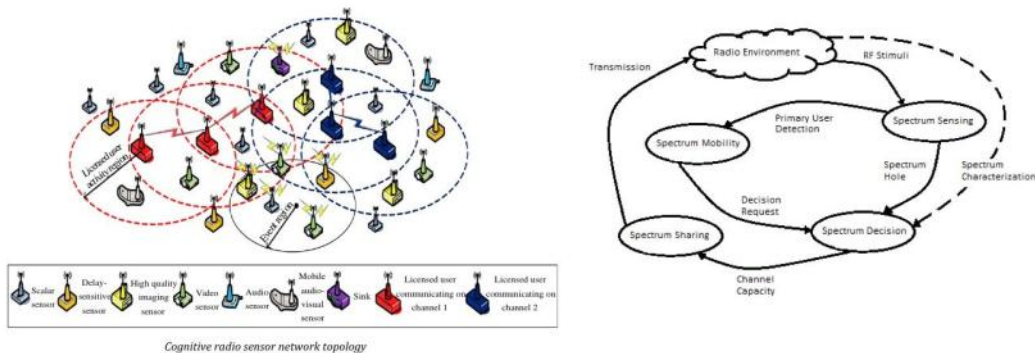 Licensed user
activity region
Event region
Scalar
sensor
Delay-
sensitive
sensor
High quality
imaging
sensor
Video
sensor
Audio
sensor
Mobile
audio-
visual
sensor
Sink
Licensed user
communicating on
channel 1
Licensed user
communicating on
channel 2
Cognitive radio sensor network topology
Radio Environment
Transmission
RF Stimuli
Primary User
Detection
Spectrum Sensing
Spectrum Mobility
Spectrum
Hole
Spectrum
Characterization
Decision
Request
Spectrum Sharing
Spectrum Decision
Channel
Capacity